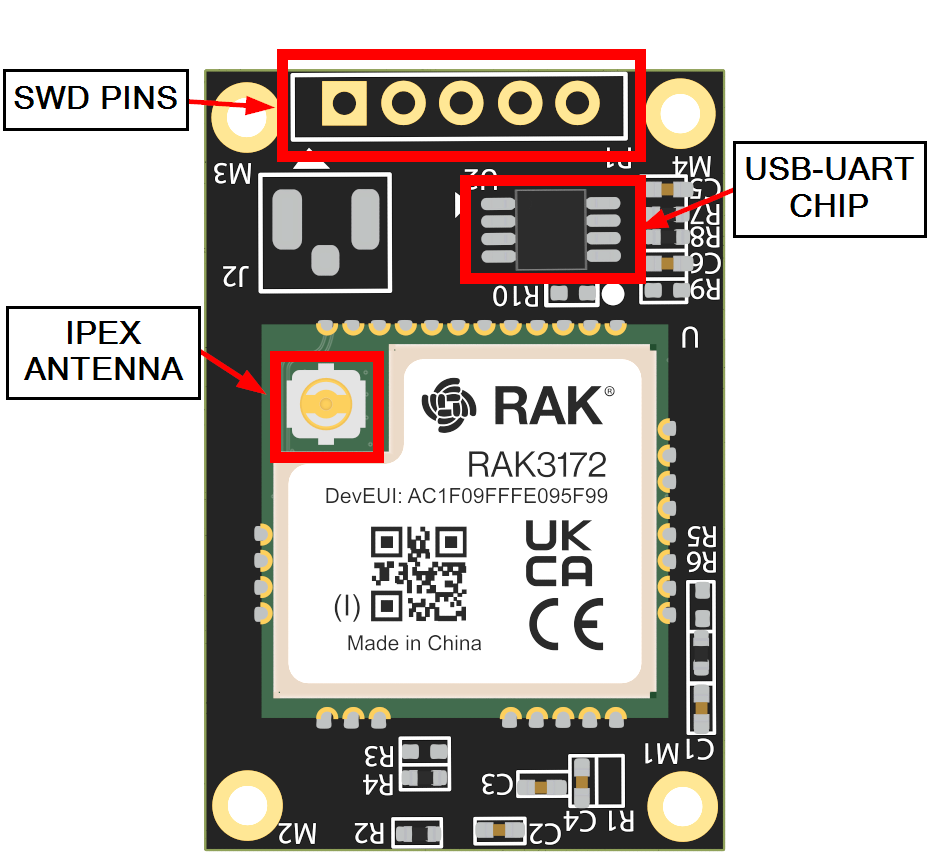 SWD PINS
P1
M3
M4
U2
C5
USB-UART
CHIP
R7
R8
J2
C6
R9
R10
IPEX
ANTENNA
U
RAK®
RAK3172
DevEUI: AC1F09FFFE095F99
UK
CA
R5
R6
(I)
CE
Made in China
R3
C1 M1
R4
C3
R1 C4
M2
R2
C2